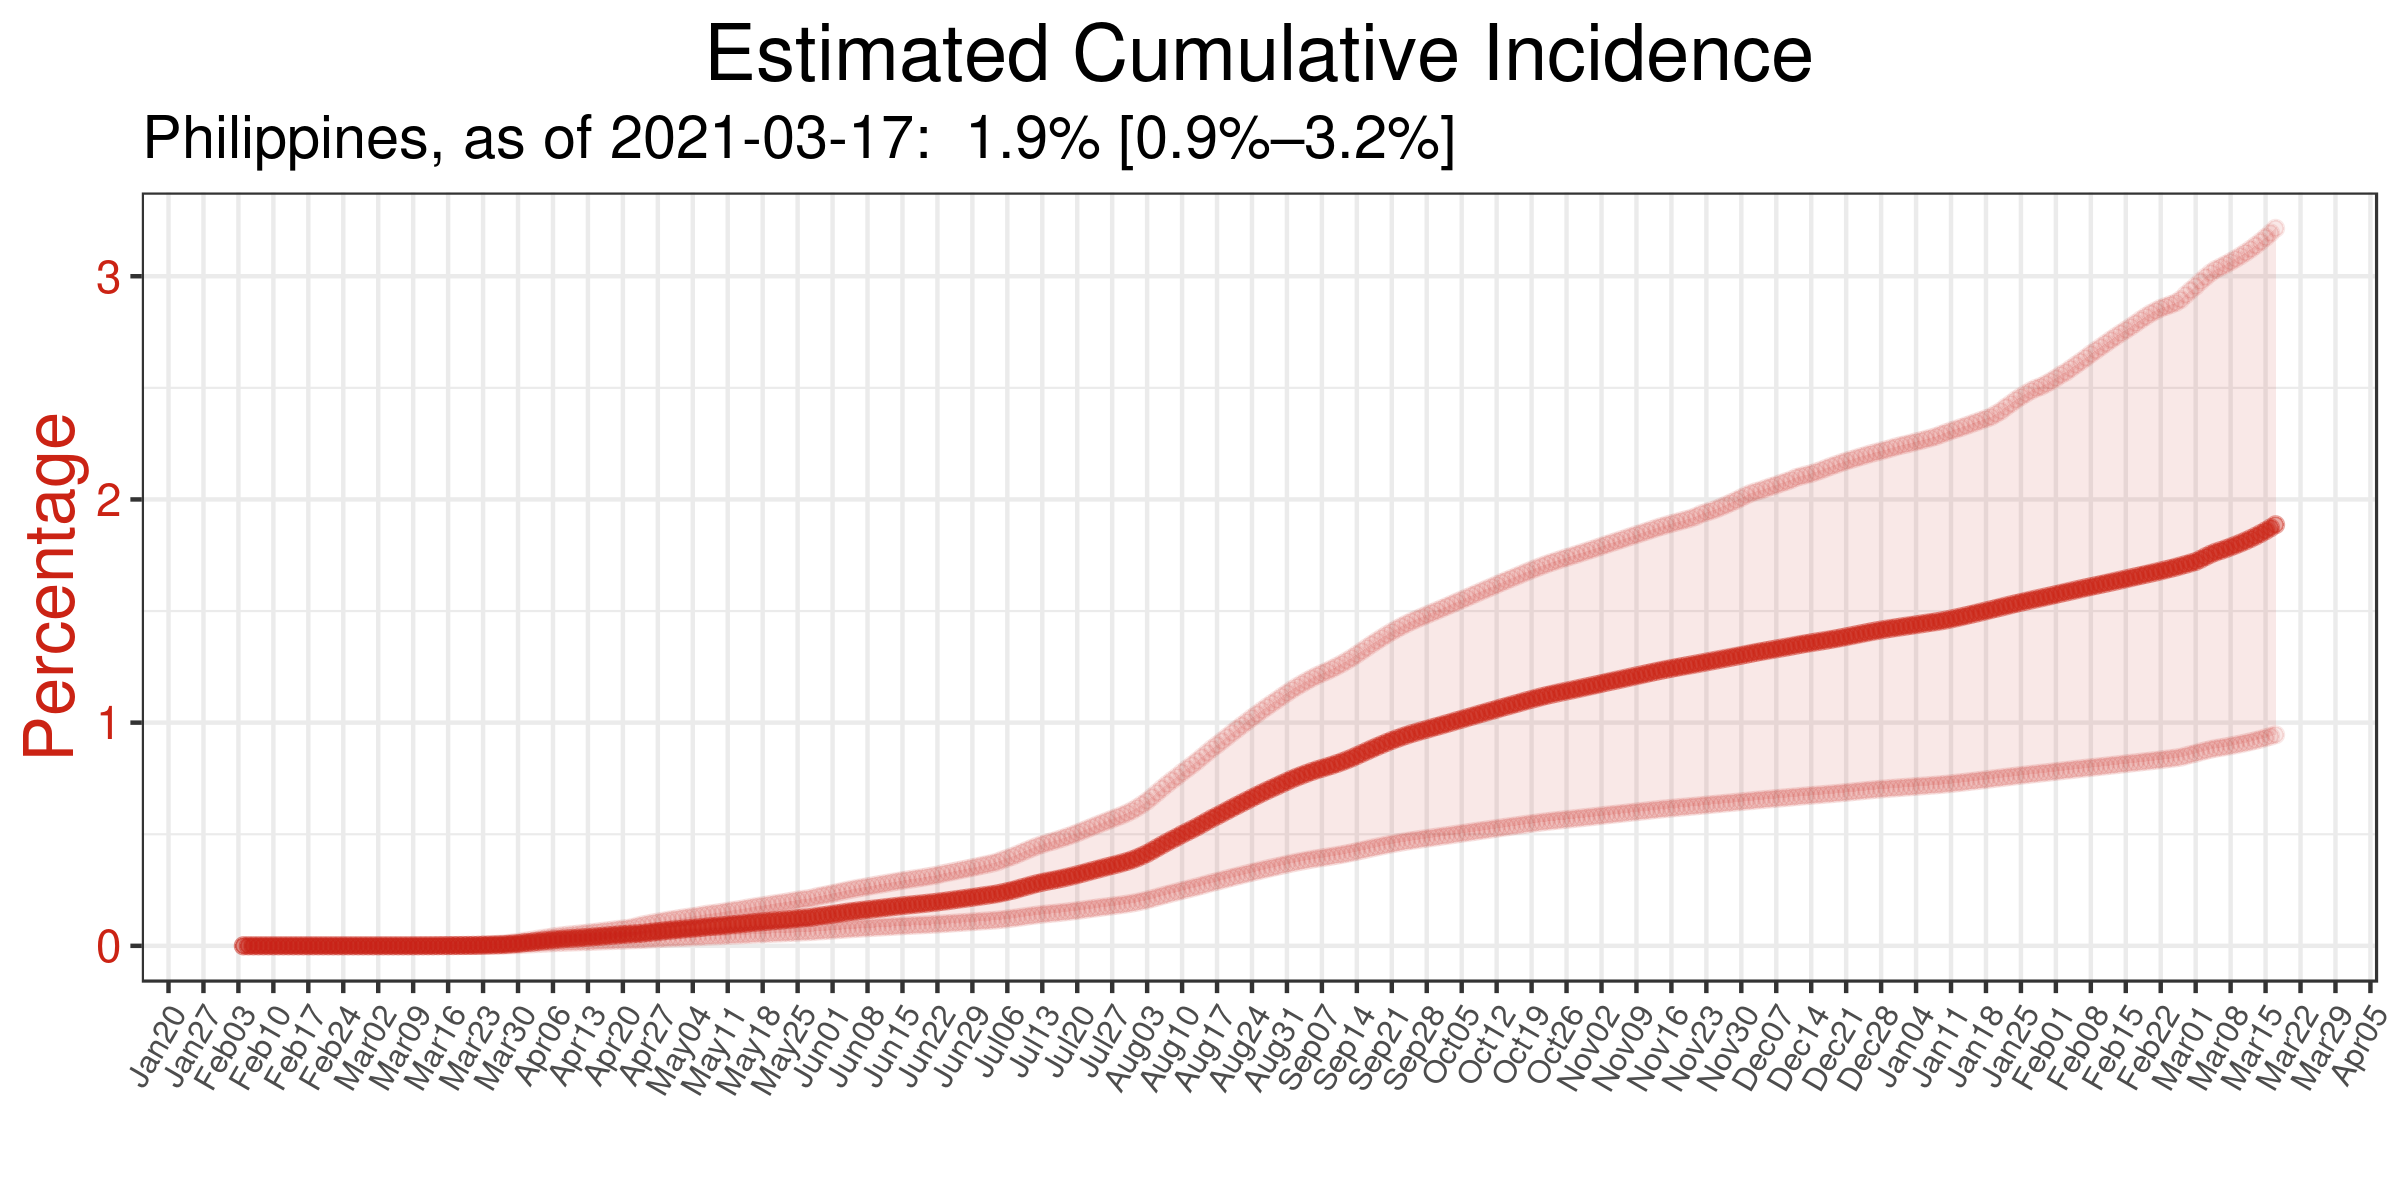 Estimated Cumulative Incidence
Philippines, as of 2021-03-17:  1.9% [0.9%–3.2%]
Percentage
3
2
1
0
Jan20
Jan27
Feb03
Feb10
Feb17
Feb24
Mar02
Mar09
Mar16
Mar23
Mar30
Apr06
Apr13
Apr20
Apr27
May04
May11
May18
May25
Jun01
Jun08
Jun15
Jun22
Jun29
Jul06
Jul13
Jul20
Jul27
Aug03
Aug10
Aug17
Aug24
Aug31
Sep07
Sep14
Sep21
Sep28
Oct05
Oct12
Oct19
Oct26
Nov02
Nov09
Nov16
Nov23
Nov30
Nov07
Dec14
Dec21
Dec28
Dec04
Jan11
Jan18
Jan25
Jan01
Feb08
Feb15
Feb22
Feb01
Mar08
Mar15
Mar22
Mar29
Apr05